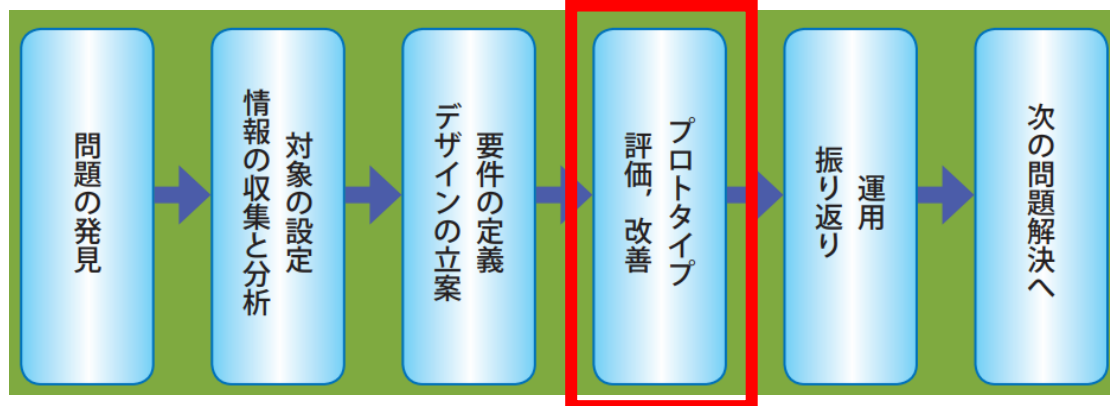 問題の発見
対象の設定
情報の収集と分析
要件の定義
デザインの立案
プロトタイプ
評価，改善
運用
振り返り
次の問題解決へ